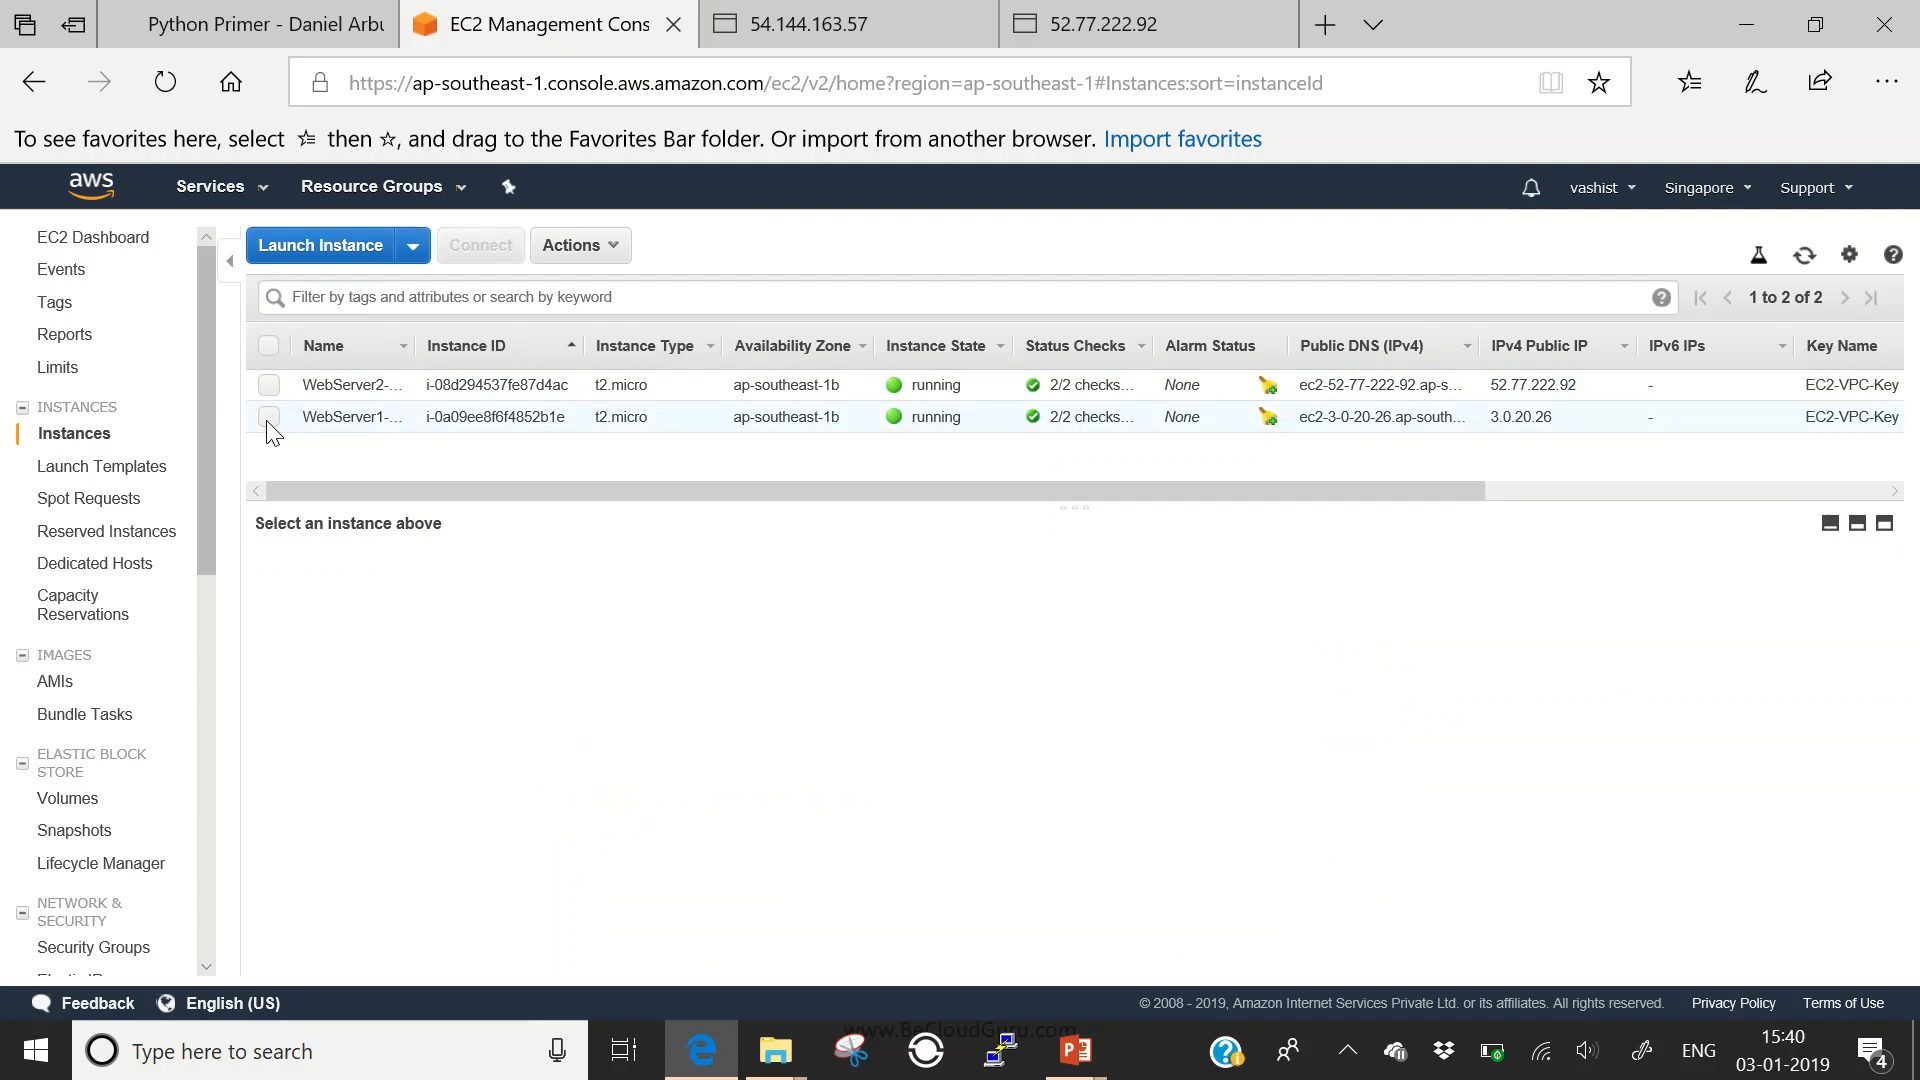 Python Primer - Daniel Arbu
EC2 Management Cons
54.144.163.57
52.77.222.92
https://ap-southeast-1.console.aws.amazon.com/ec2/v2/home?region=ap-southeast-1#Instances:sort=instanceId
To see favorites here, select then , and drag to the Favorites Bar folder. Or import from another browser. Import favorites
aws Services Resource Groups vashist Singapore Support
EC2 Dashboard
Events
Tags
Reports
Limits
INSTANCES
Instances
Launch Templates
Spot Requests
Reserved Instances
Dedicated Hosts
Capacity
Reservations
IMAGES
AMIs
Bundle Tasks
ELASTIC BLOCK
STORE
Volumes
Snapshots
Lifecycle Manager
NETWORK &
SECURITY
Security Groups
Launch Instance Connect Actions
Filter by tags and attributes or search by keyword
1 to 2 of 2
Name Instance ID Instance Type Availability Zone Instance State Status Checks Alarm Status Public DNS (IPv4) IPv4 Public IP IPv6 IPs Key Name
WebServer2-... i-08d294537fe87d4ac t2.micro ap-southeast-1b running 2/2 checks... None ec2-52-77-222-92.ap-s... 52.77.222.92 - EC2-VPC-Key
WebServer1-... i-0a09ee8f6f4852b1e t2.micro ap-southeast-1b running 2/2 checks... None ec2-3-0-20-26.ap-south... 3.0.20.26 - EC2-VPC-Key
Select an instance above
Feedback English (US)
© 2008 - 2019, Amazon Internet Services Private Ltd. or its affiliates. All rights reserved. Privacy Policy Terms of Use
www.BeCloudGuru.com
Type here to search
ENG
15:40
03-01-2019
4